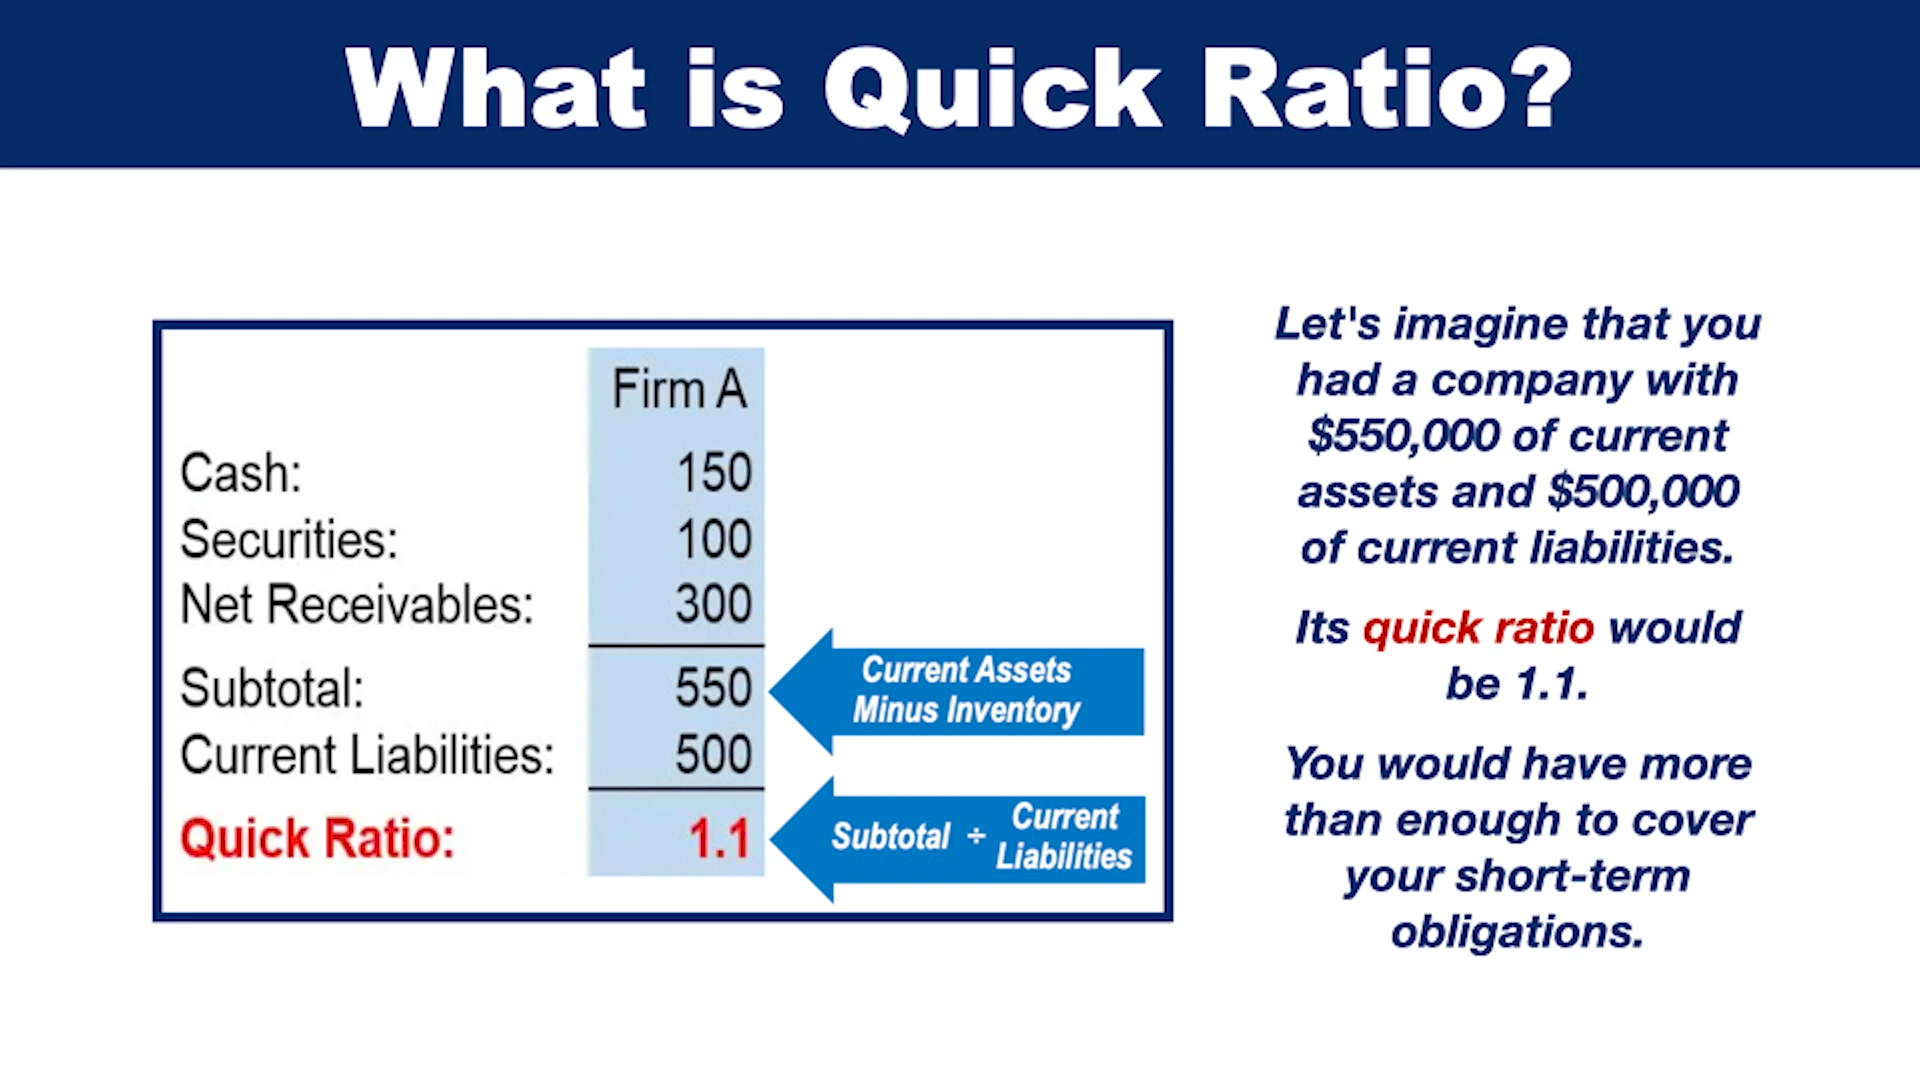 What is Quick Ratio?
Firm A
Cash: 150
Securities: 100
Net Receivables: 300
Subtotal: 550
Current Assets
Minus Inventory
Current Liabilities: 500
Quick Ratio: 1.1
Subtotal ÷ Current
Liabilities
Let's imagine that you
had a company with
$550,000 of current
assets and $500,000
of current liabilities.
Its quick ratio would
be 1.1.
You would have more
than enough to cover
your short-term
obligations.